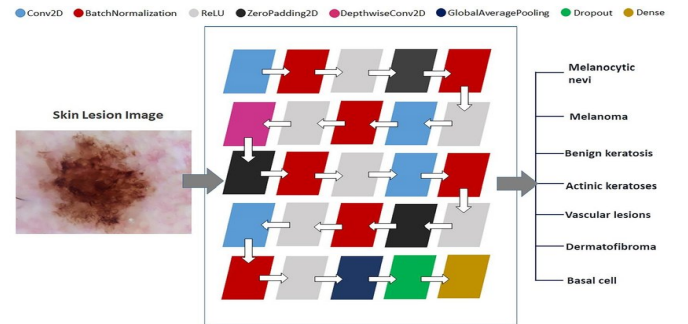 Conv2D BatchNormalization ReLU ZeroPadding2D DepthwiseConv2D GlobalAveragePooling Dropout Dense
Skin Lesion Image
Melanocytic
nevi
Melanoma
Benign keratosis
Actinic keratoses
Vascular lesions
Dermatofibroma
Basal cell